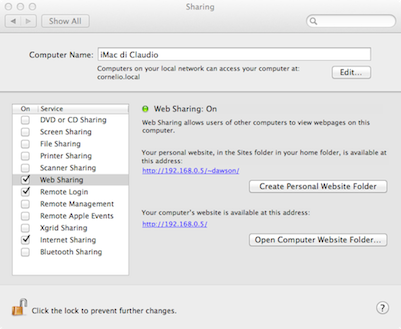 Sharing
Show All
Computer Name: iMac di Claudio
Computers on your local network can access your computer at:
cornelio.local
Edit...
On Service
DVD or CD Sharing
Screen Sharing
File Sharing
Printer Sharing
Scanner Sharing
Web Sharing
Remote Login
Remote Management
Remote Apple Events
Xgrid Sharing
Internet Sharing
Bluetooth Sharing
Web Sharing: On
Web Sharing allows users of other computers to view webpages on
this computer.
Your personal website, in the Sites folder in your home folder, is available at
this address:
http://192.168.0.5/~dawson/
Create Personal Website Folder
Your computer's website is available at this address:
http://192.168.0.5/
Open Computer Website Folder...
Click the lock to prevent further changes.
?